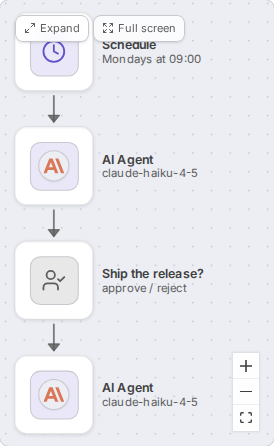 Expand
Full screen
Schedule
Mondays at 09:00
AI Agent
claude-haiku-4-5
Ship the release?
approve / reject
AI Agent
claude-haiku-4-5